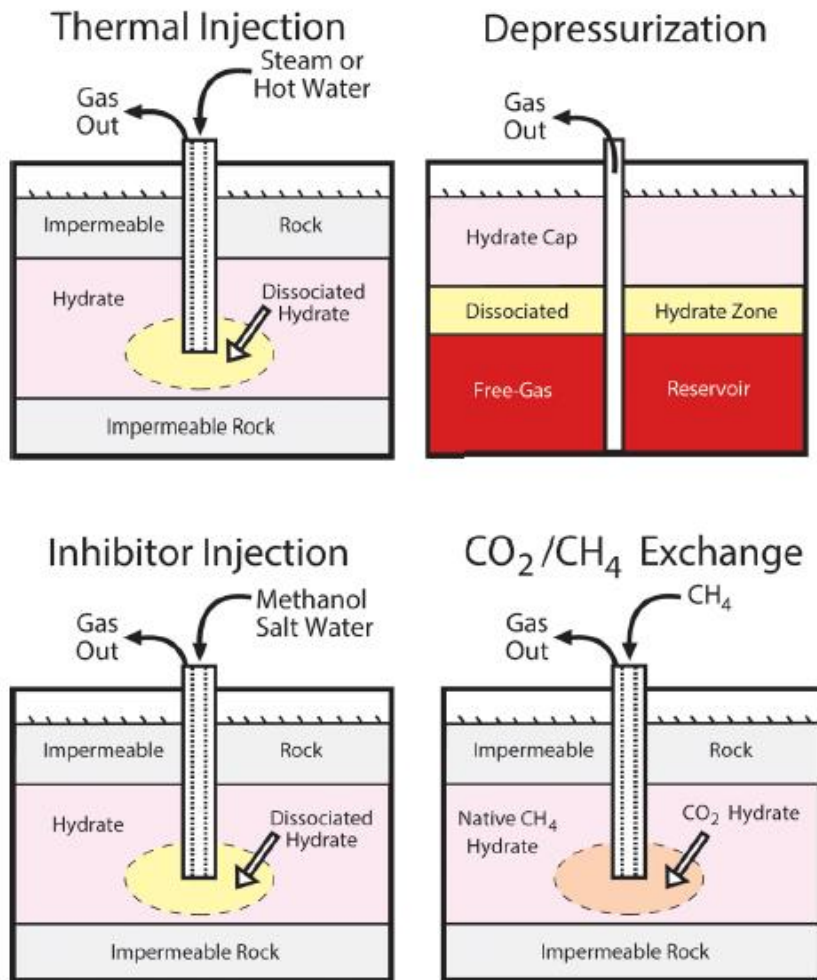 Thermal Injection
Steam or
Hot Water
Gas
Out
Impermeable Rock
Hydrate
Dissociated
Hydrate
Impermeable Rock
Depressurization
Gas
Out
Hydrate Cap
Dissociated Hydrate Zone
Free-Gas Reservoir
Inhibitor Injection
Methanol
Salt Water
Gas
Out
Impermeable Rock
Hydrate
Dissociated
Hydrate
Impermeable Rock
CO₂ /CH₄ Exchange
CH₄
Gas
Out
Impermeable Rock
Native CH₄
Hydrate
CO₂ Hydrate
Impermeable Rock